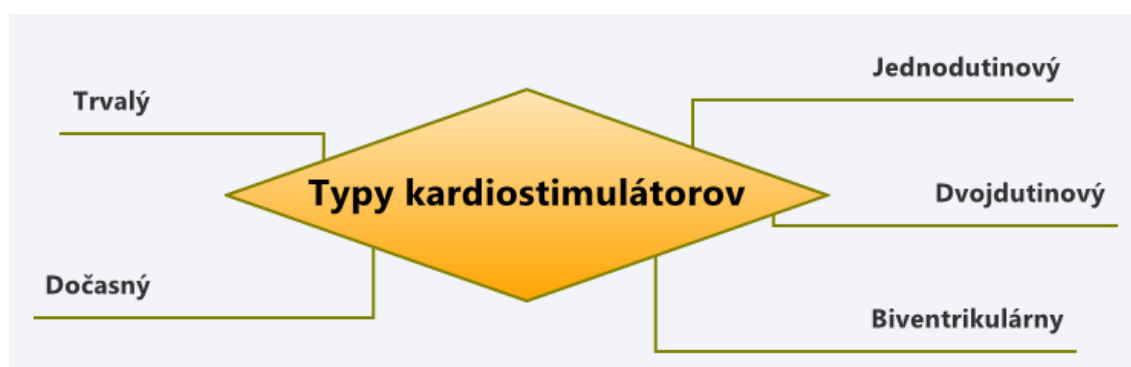 Jednodutinový
Trvalý
Typy kardiostimulátorov
Dvojdutinový
Dočasný
Biventrikulárny